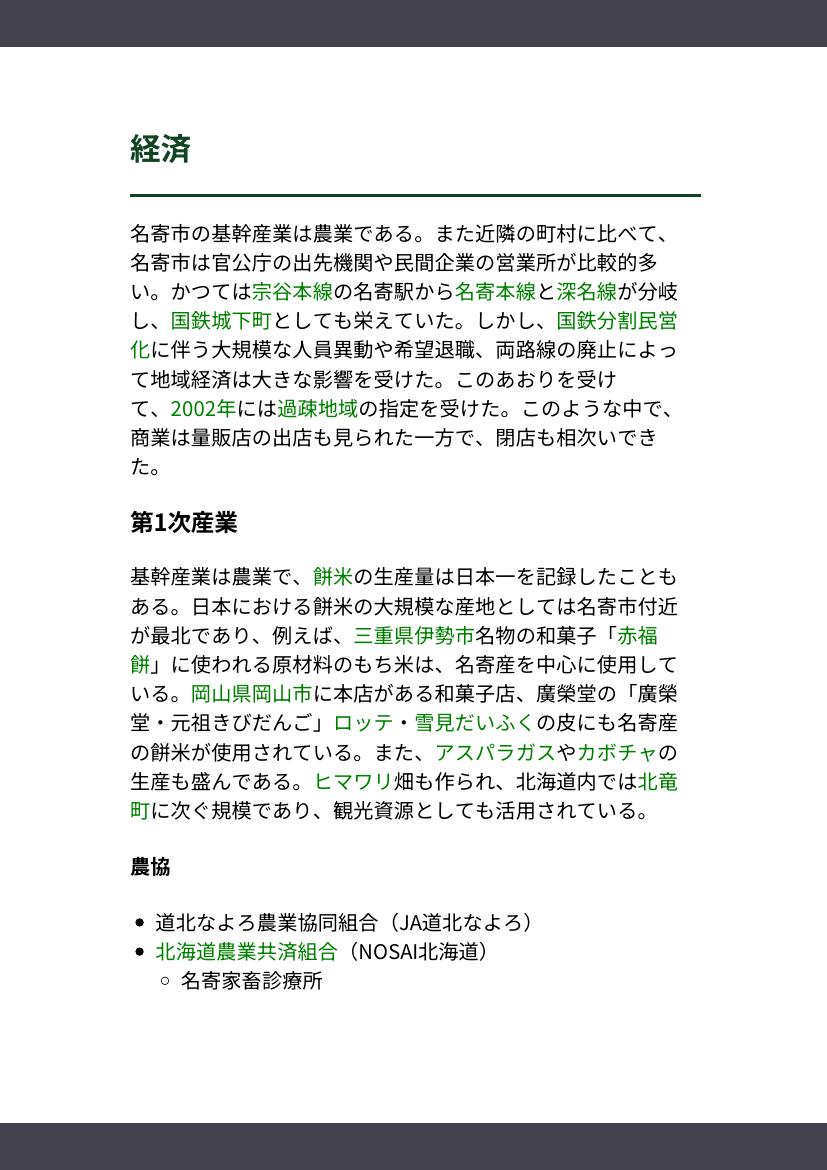 経済
名寄市の基幹産業は農業である。また近隣の町村に比べて、
名寄市は官公庁の出先機関や民間企業の営業所が比較的多
い。かつては宗谷本線の名寄駅から名寄本線と深名線が分岐
し、国鉄城下町としても栄えていた。しかし、国鉄分割民営
化に伴う大規模な人員異動や希望退職、両路線の廃止によっ
て地域経済は大きな影響を受けた。このあおりを受け
て、2002年には過疎地域の指定を受けた。このような中で、
商業は量販店の出店も見られた一方で、閉店も相次いでき
た。
第1次産業
基幹産業は農業で、餅米の生産量は日本一を記録したことも
ある。日本における餅米の大規模な産地としては名寄市付近
が最北であり、例えば、三重県伊勢市名物の和菓子「赤福
餅」に使われる原材料のもち米は、名寄産を中心に使用して
いる。岡山県岡山市に本店がある和菓子店、廣榮堂の「廣榮
堂・元祖きびだんご」ロッテ・雪見だいふくの皮にも名寄産
の餅米が使用されている。また、アスパラガスやカボチャの
生産も盛んである。ヒマワリ畑も作られ、北海道内では北竜
町に次ぐ規模であり、観光資源としても活用されている。
農協
• 道北なよろ農業協同組合（JA道北なよろ）
• 北海道農業共済組合（NOSAI北海道）
◦ 名寄家畜診療所